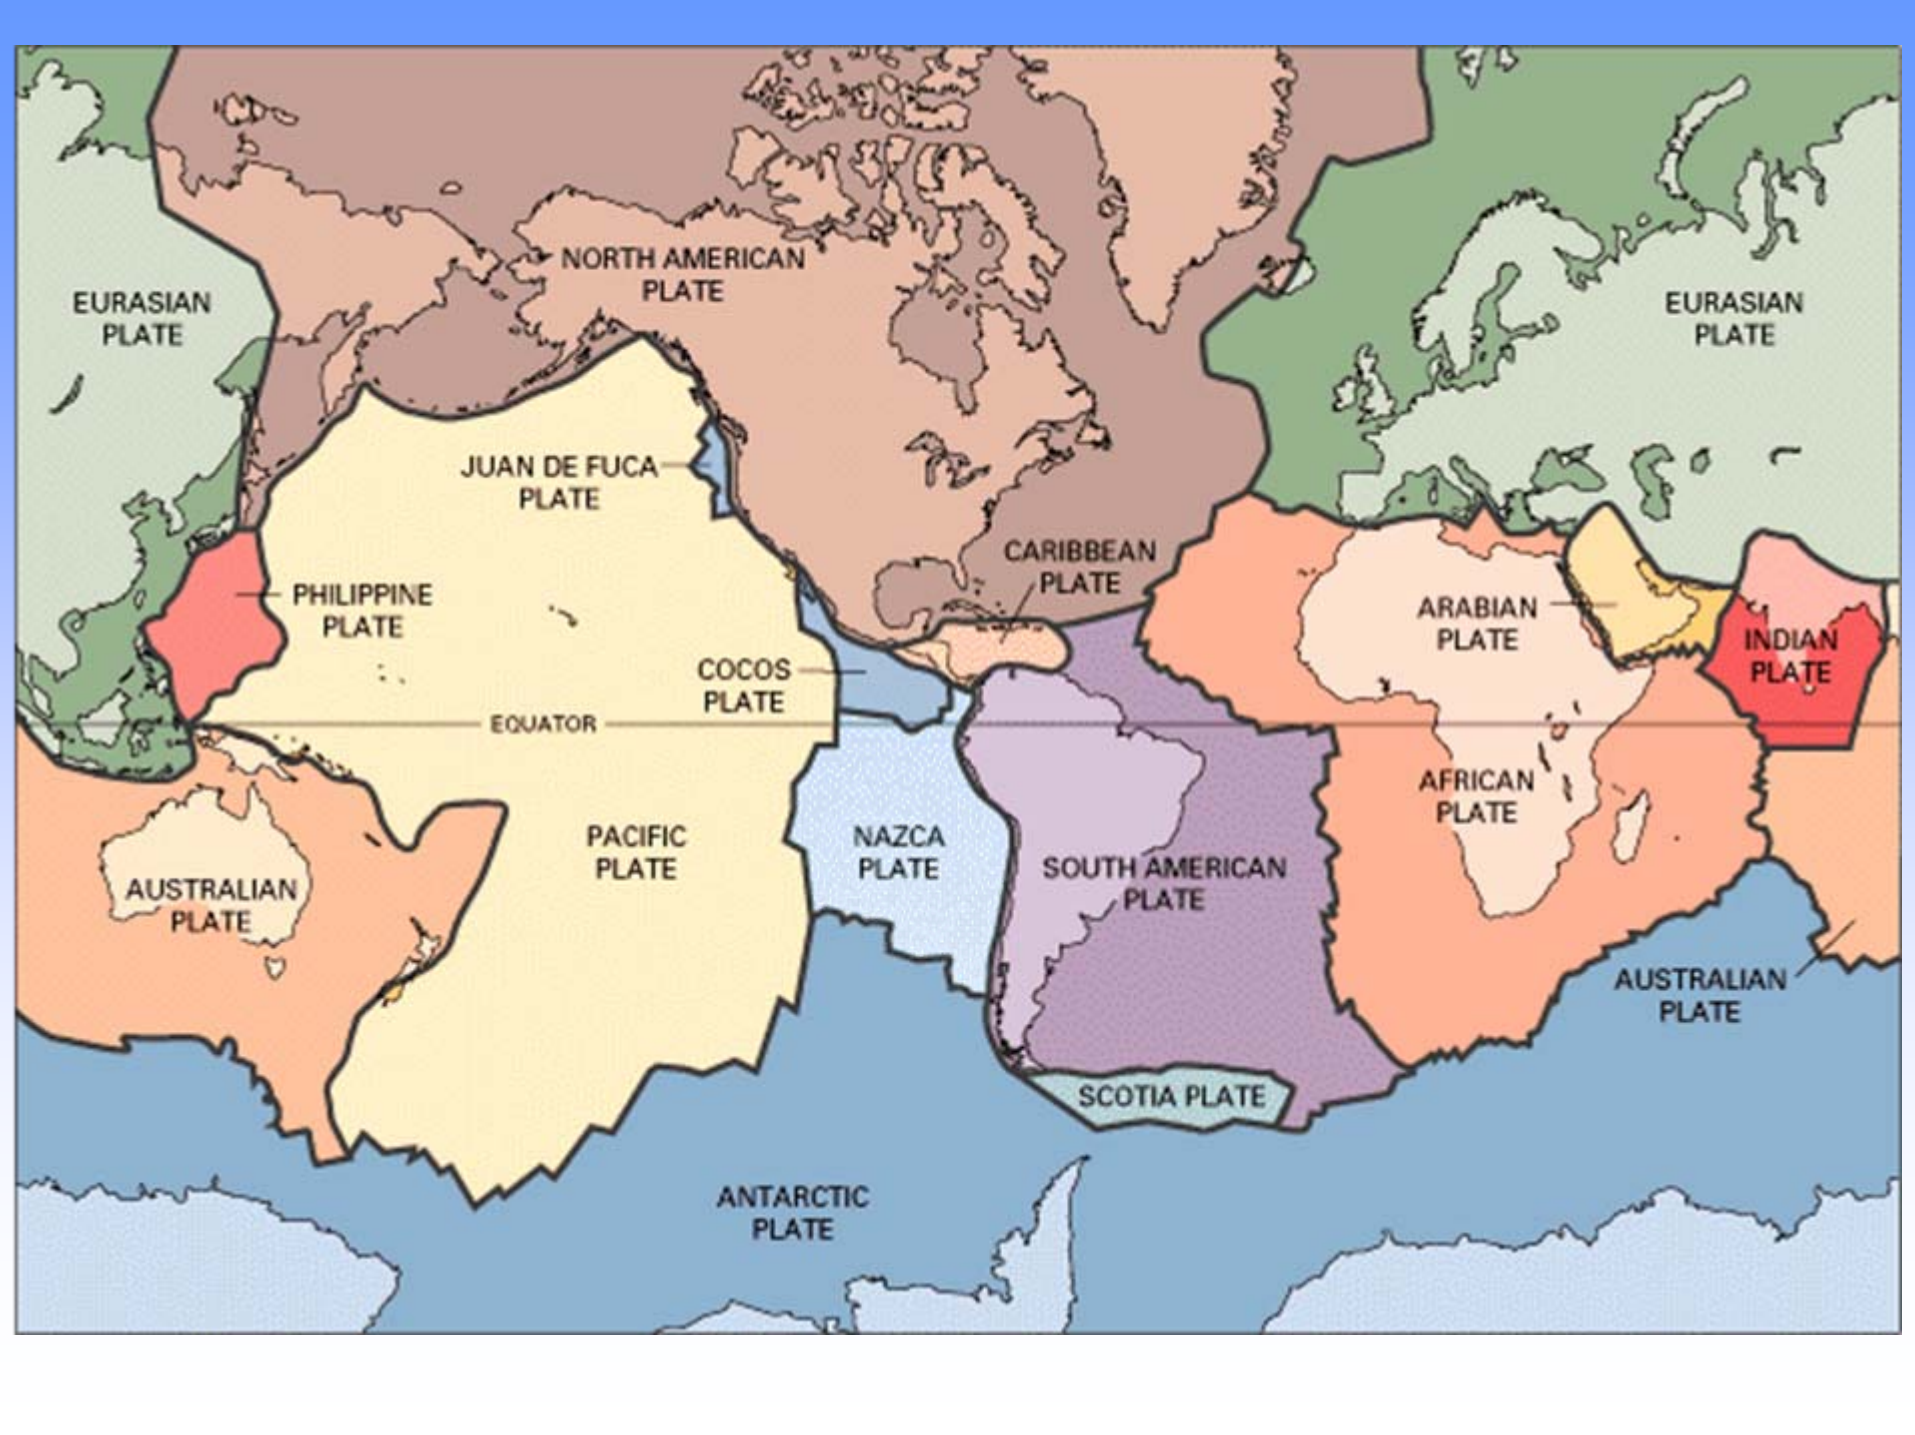 NORTH AMERICAN
PLATE
EURASIAN
PLATE
EURASIAN
PLATE
JUAN DE FUCA
PLATE
CARIBBEAN
PLATE
PHILIPPINE
PLATE
ARABIAN
PLATE
INDIAN
PLATE
COCOS
PLATE
EQUATOR
AFRICAN
PLATE
PACIFIC
PLATE
NAZCA
PLATE
SOUTH AMERICAN
PLATE
AUSTRALIAN
PLATE
AUSTRALIAN
PLATE
SCOTIA PLATE
ANTARCTIC
PLATE